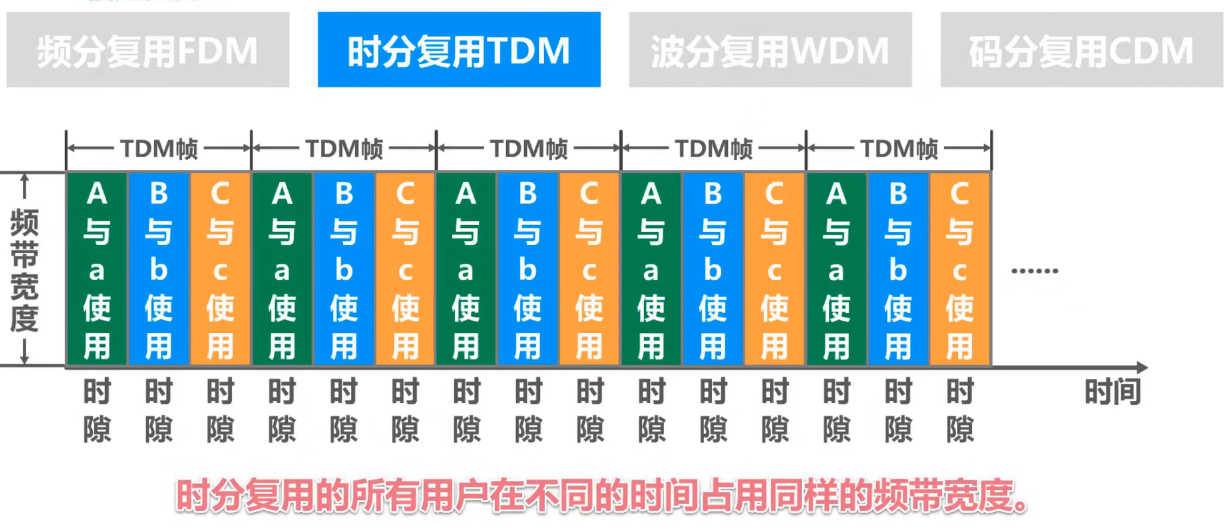 频分复用FDM
时分复用TDM
波分复用WDM
码分复用CDM
TDM帧 TDM帧 TDM帧 TDM帧 TDM帧
频带宽度
A与a使用
B与b使用
C与c使用
A与a使用
B与b使用
C与c使用
A与a使用
B与b使用
C与c使用
A与a使用
B与b使用
C与c使用
A与a使用
B与b使用
C与c使用
......
时隙 时隙 时隙 时隙 时隙 时隙 时隙 时隙 时隙 时隙 时隙 时隙 时隙 时隙 时隙
时间
时分复用的所有用户在不同的时间占用同样的频带宽度。